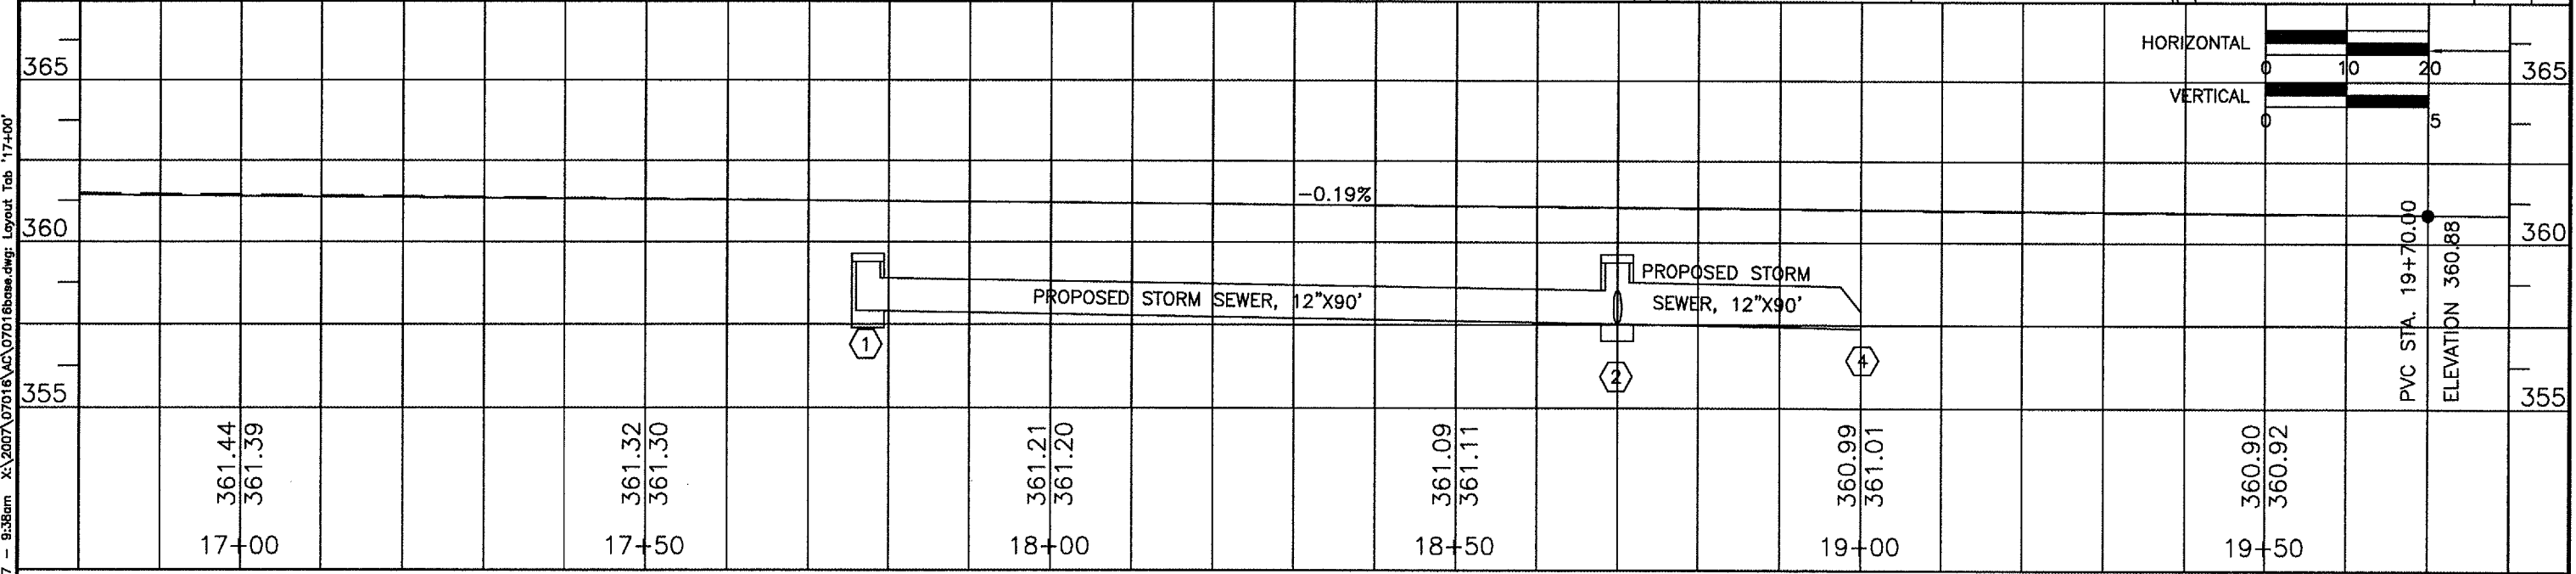 HORIZONTAL
0 10 20
VERTICAL
0 5
365 365
-0.19%
360 360
PROPOSED STORM SEWER, 12"X90'
PROPOSED STORM
SEWER, 12"X90'
1
2
4
355 355
PVC STA. 19+70.00
ELEVATION 360.88
361.44
361.39
361.32
361.30
361.21
361.20
361.09
361.11
360.99
361.01
360.90
360.92
17+00 17+50 18+00 18+50 19+00 19+50
7 - 9:38am X:\2007\07016\AC\07016base.dwg: Layout Tab '17+00'